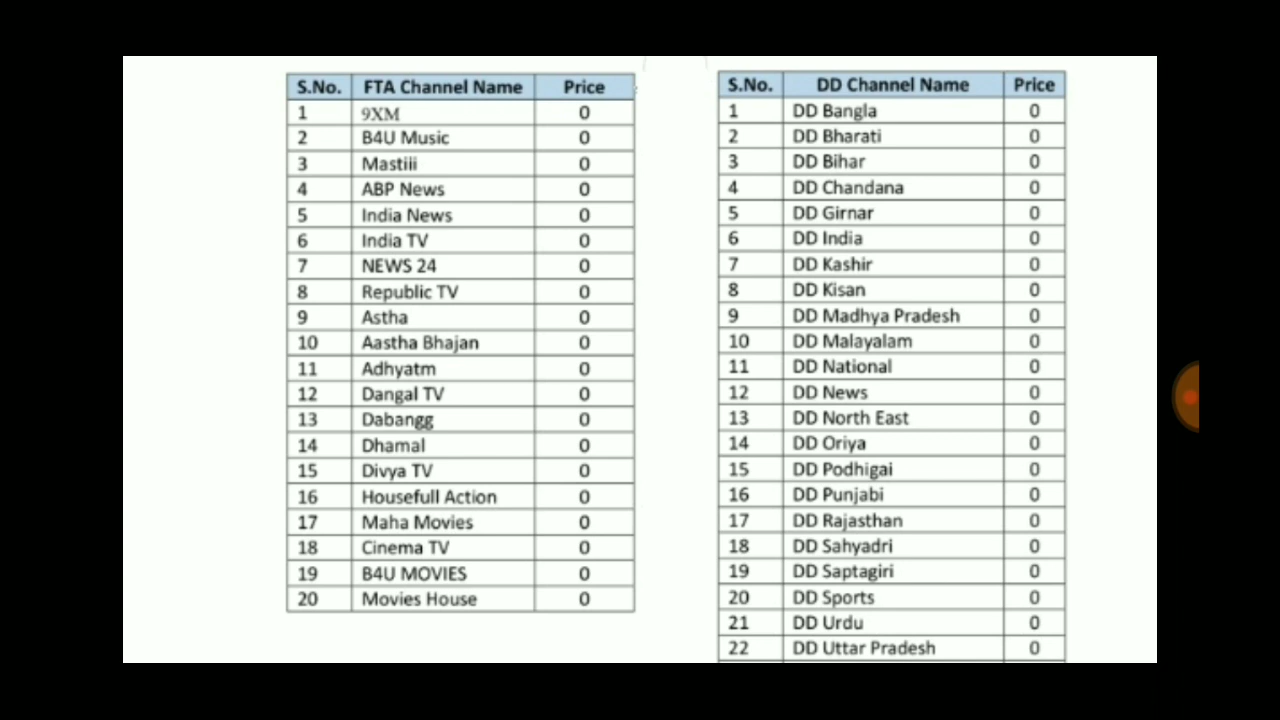 S.No. FTA Channel Name Price
1 9XM 0
2 B4U Music 0
3 Mastiii 0
4 ABP News 0
5 India News 0
6 India TV 0
7 NEWS 24 0
8 Republic TV 0
9 Astha 0
10 Aastha Bhajan 0
11 Adhyatm 0
12 Dangal TV 0
13 Dabangg 0
14 Dhamal 0
15 Divya TV 0
16 Housefull Action 0
17 Maha Movies 0
18 Cinema TV 0
19 B4U MOVIES 0
20 Movies House 0
S.No. DD Channel Name Price
1 DD Bangla 0
2 DD Bharati 0
3 DD Bihar 0
4 DD Chandana 0
5 DD Girnar 0
6 DD India 0
7 DD Kashir 0
8 DD Kisan 0
9 DD Madhya Pradesh 0
10 DD Malayalam 0
11 DD National 0
12 DD News 0
13 DD North East 0
14 DD Oriya 0
15 DD Podhigai 0
16 DD Punjabi 0
17 DD Rajasthan 0
18 DD Sahyadri 0
19 DD Saptagiri 0
20 DD Sports 0
21 DD Urdu 0
22 DD Uttar Pradesh 0